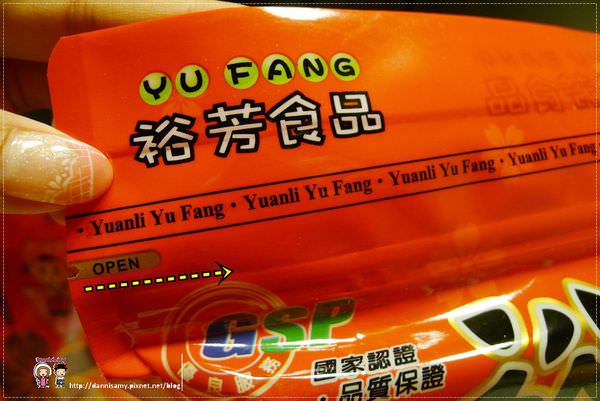 YU FANG
裕芳食品
· Yuanli Yu Fang · Yuanli Yu Fang · Yuanli Yu Fang · Yuanli Yu Fang
OPEN
GSP
國家認證
·品質保證
http://dannisamy.pixnet.net/blog